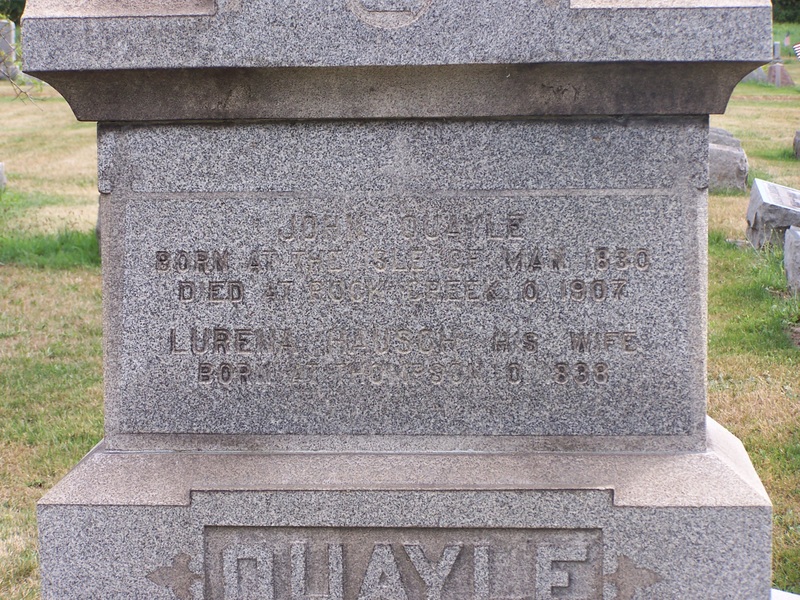 JOHN QUAYLE
BORN AT THE ISLE OF MAN 1830
DIED AT ROCK CREEK O. 1907
LURENA HIS WIFE
BORN AT THOMPSON O. 1838
QUAYLE